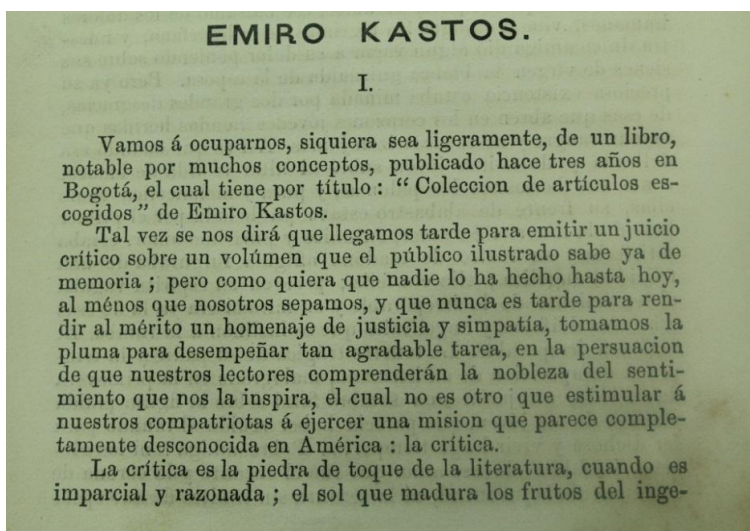 EMIRO KASTOS.
I.
Vamos á ocuparnos, siquiera sea ligeramente, de un libro,
notable por muchos conceptos, publicado hace tres años en
Bogotá, el cual tiene por título : “ Coleccion de artículos es-
cogidos ” de Emiro Kastos.
Tal vez se nos dirá que llegamos tarde para emitir un juicio
crítico sobre un volúmen que el público ilustrado sabe ya de
memoria ; pero como quiera que nadie lo ha hecho hasta hoy,
al ménos que nosotros sepamos, y que nunca es tarde para ren-
dir al mérito un homenaje de justicia y simpatía, tomamos la
pluma para desempeñar tan agradable tarea, en la persuacion
de que nuestros lectores comprenderán la nobleza del senti-
miento que nos la inspira, el cual no es otro que estimular á
nuestros compatriotas á ejercer una mision que parece comple-
tamente desconocida en América : la crítica.
La crítica es la piedra de toque de la literatura, cuando es
imparcial y razonada ; el sol que madura los frutos del inge-